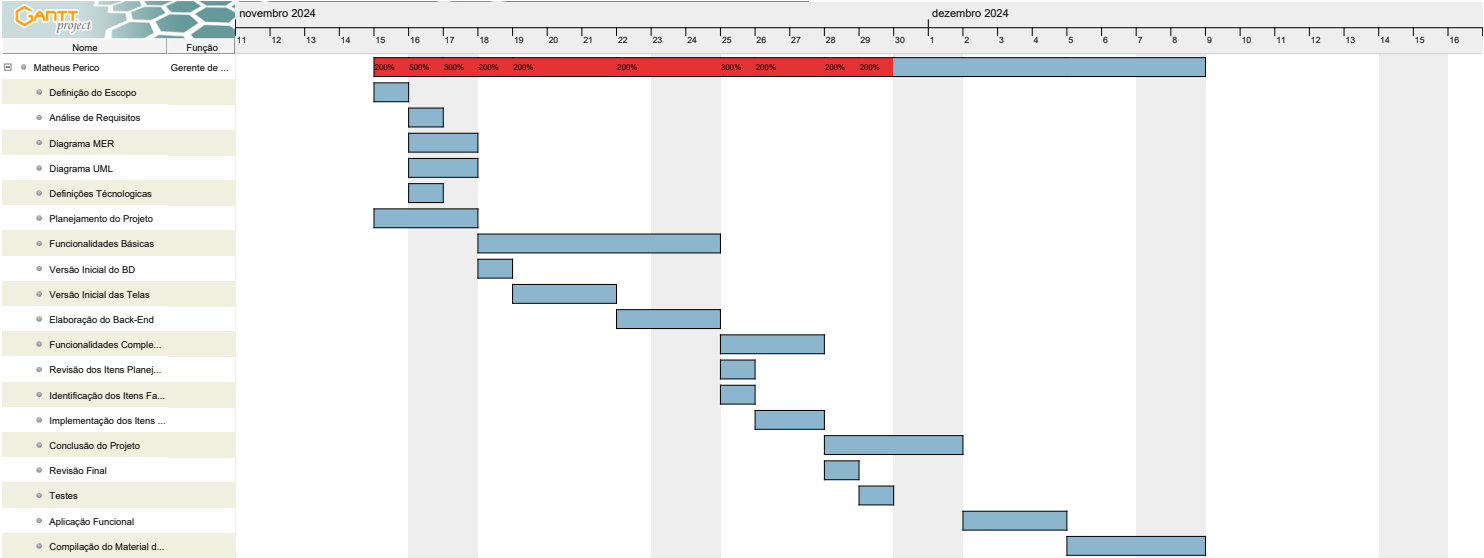 GANTT
project
novembro 2024
dezembro 2024
Nome Função
11 12 13 14 15 16 17 18 19 20 21 22 23 24 25 26 27 28 29 30 1 2 3 4 5 6 7 8 9 10 11 12 13 14 15 16
Matheus Perico Gerente de ... 200% 500% 300% 200% 200% 200% 300% 200% 200% 200%
Definição do Escopo
Análise de Requisitos
Diagrama MER
Diagrama UML
Definições Técnologicas
Planejamento do Projeto
Funcionalidades Básicas
Versão Inicial do BD
Versão Inicial das Telas
Elaboração do Back-End
Funcionalidades Comple...
Revisão dos Itens Planej...
Identificação dos Itens Fa...
Implementação dos Itens ...
Conclusão do Projeto
Revisão Final
Testes
Aplicação Funcional
Compilação do Material d...